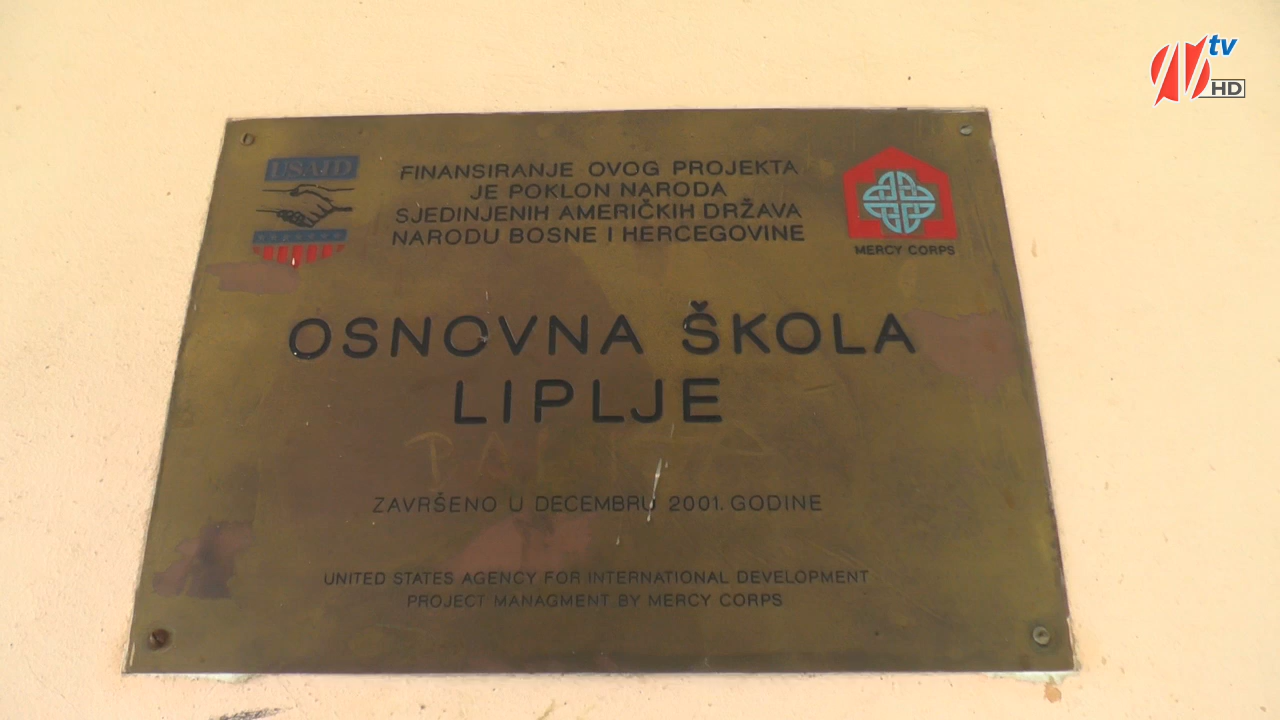 tv
HD
USAID
FINANSIRANJE OVOG PROJEKTA
JE POKLON NARODA
SJEDINJENIH AMERIČKIH DRŽAVA
NARODU BOSNE I HERCEGOVINE
MERCY CORPS
OSNOVNA ŠKOLA
LIPLJE
ZAVRŠENO U DECEMBRU 2001. GODINE
UNITED STATES AGENCY FOR INTERNATIONAL DEVELOPMENT
PROJECT MANAGMENT BY MERCY CORPS